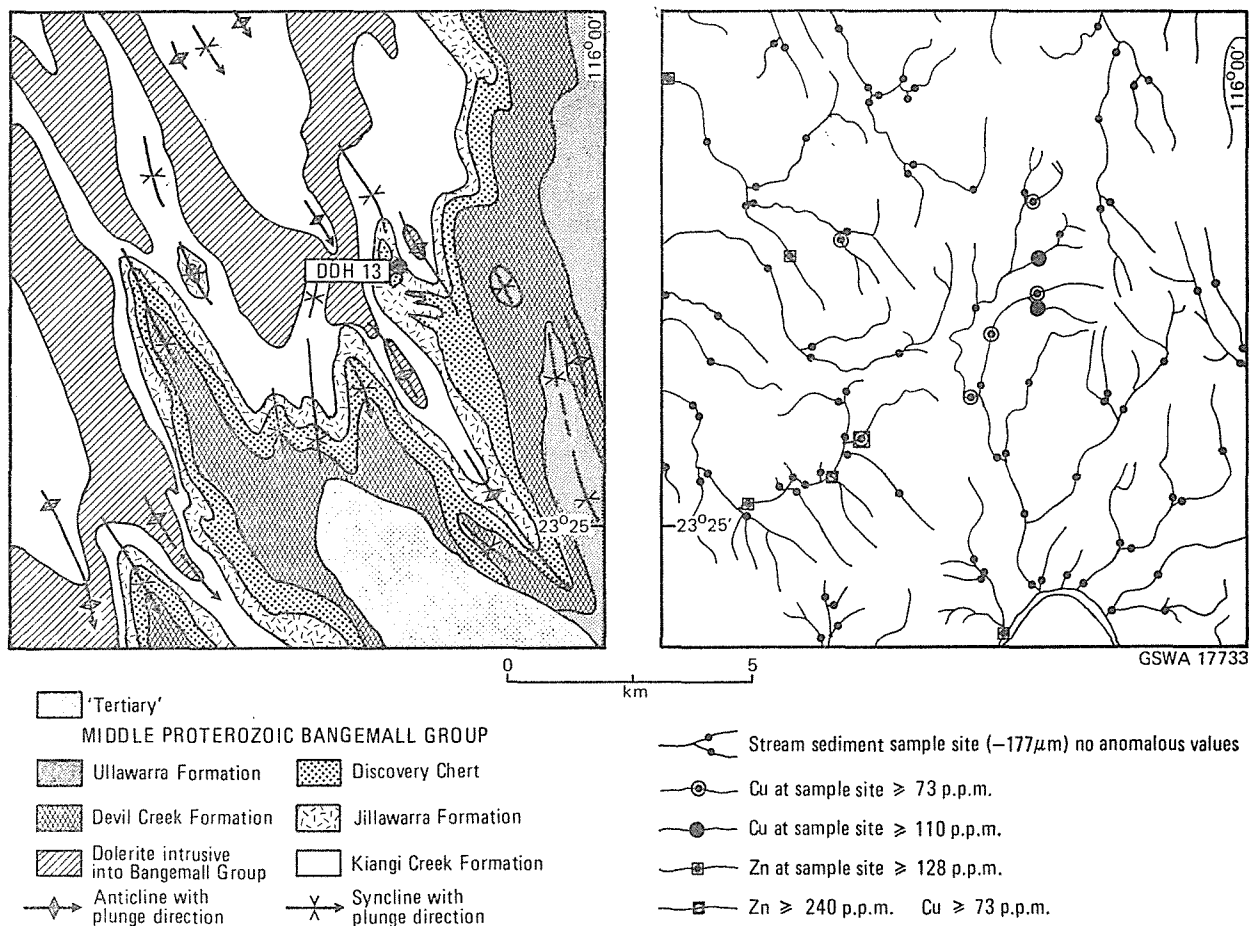 116°00'
DDH 13
23°25'
116°00'
23°25'
GSWA 17733
0 5
km
'Tertiary'
MIDDLE PROTEROZOIC BANGEMALL GROUP
Ullawarra Formation
Discovery Chert
Devil Creek Formation
Jillawarra Formation
Dolerite intrusive
into Bangemall Group
Kiangi Creek Formation
Anticline with
plunge direction
Syncline with
plunge direction
Stream sediment sample site (−177μm) no anomalous values
Cu at sample site ⩾ 73 p.p.m.
Cu at sample site ⩾ 110 p.p.m.
Zn at sample site ⩾ 128 p.p.m.
Zn ⩾ 240 p.p.m. Cu ⩾ 73 p.p.m.